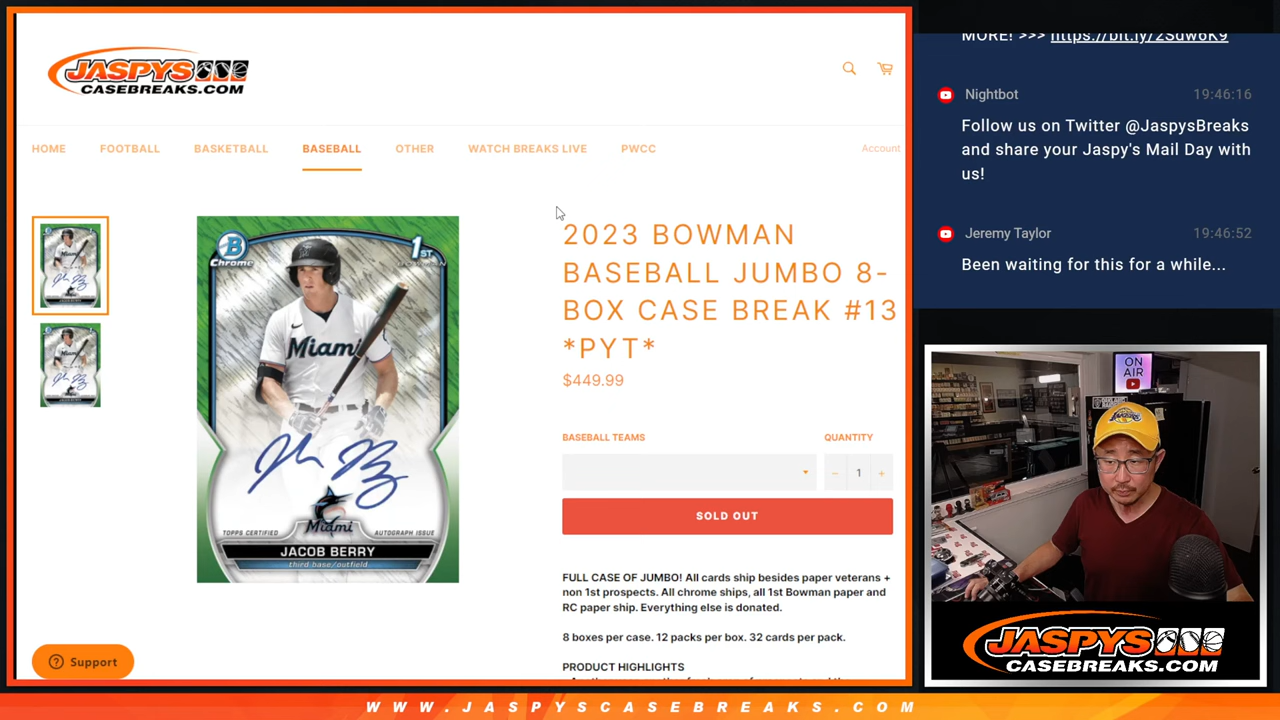 JASPYS
CASEBREAKS.COM
HOME
FOOTBALL
BASKETBALL
BASEBALL
OTHER
WATCH BREAKS LIVE
PWCC
Account
B
Chrome
1ST
BOWMAN
Miami
TOPPS CERTIFIED
AUTOGRAPH ISSUE
Miami
JACOB BERRY
third base/outfield
2023 BOWMAN
BASEBALL JUMBO 8-
BOX CASE BREAK #13
*PYT*
$449.99
BASEBALL TEAMS
QUANTITY
− 1 +
SOLD OUT
FULL CASE OF JUMBO! All cards ship besides paper veterans +
non 1st prospects. All chrome ships, all 1st Bowman paper and
RC paper ship. Everything else is donated.
8 boxes per case. 12 packs per box. 32 cards per pack.
PRODUCT HIGHLIGHTS
Support
MORE! >>> https://bit.ly/2Sdw6K9
Nightbot 19:46:16
Follow us on Twitter @JaspysBreaks
and share your Jaspy's Mail Day with
us!
Jeremy Taylor 19:46:52
Been waiting for this for a while...
ON
AIR
JASPYS
CASEBREAKS.COM
WWW.JASPYSCASEBREAKS.COM